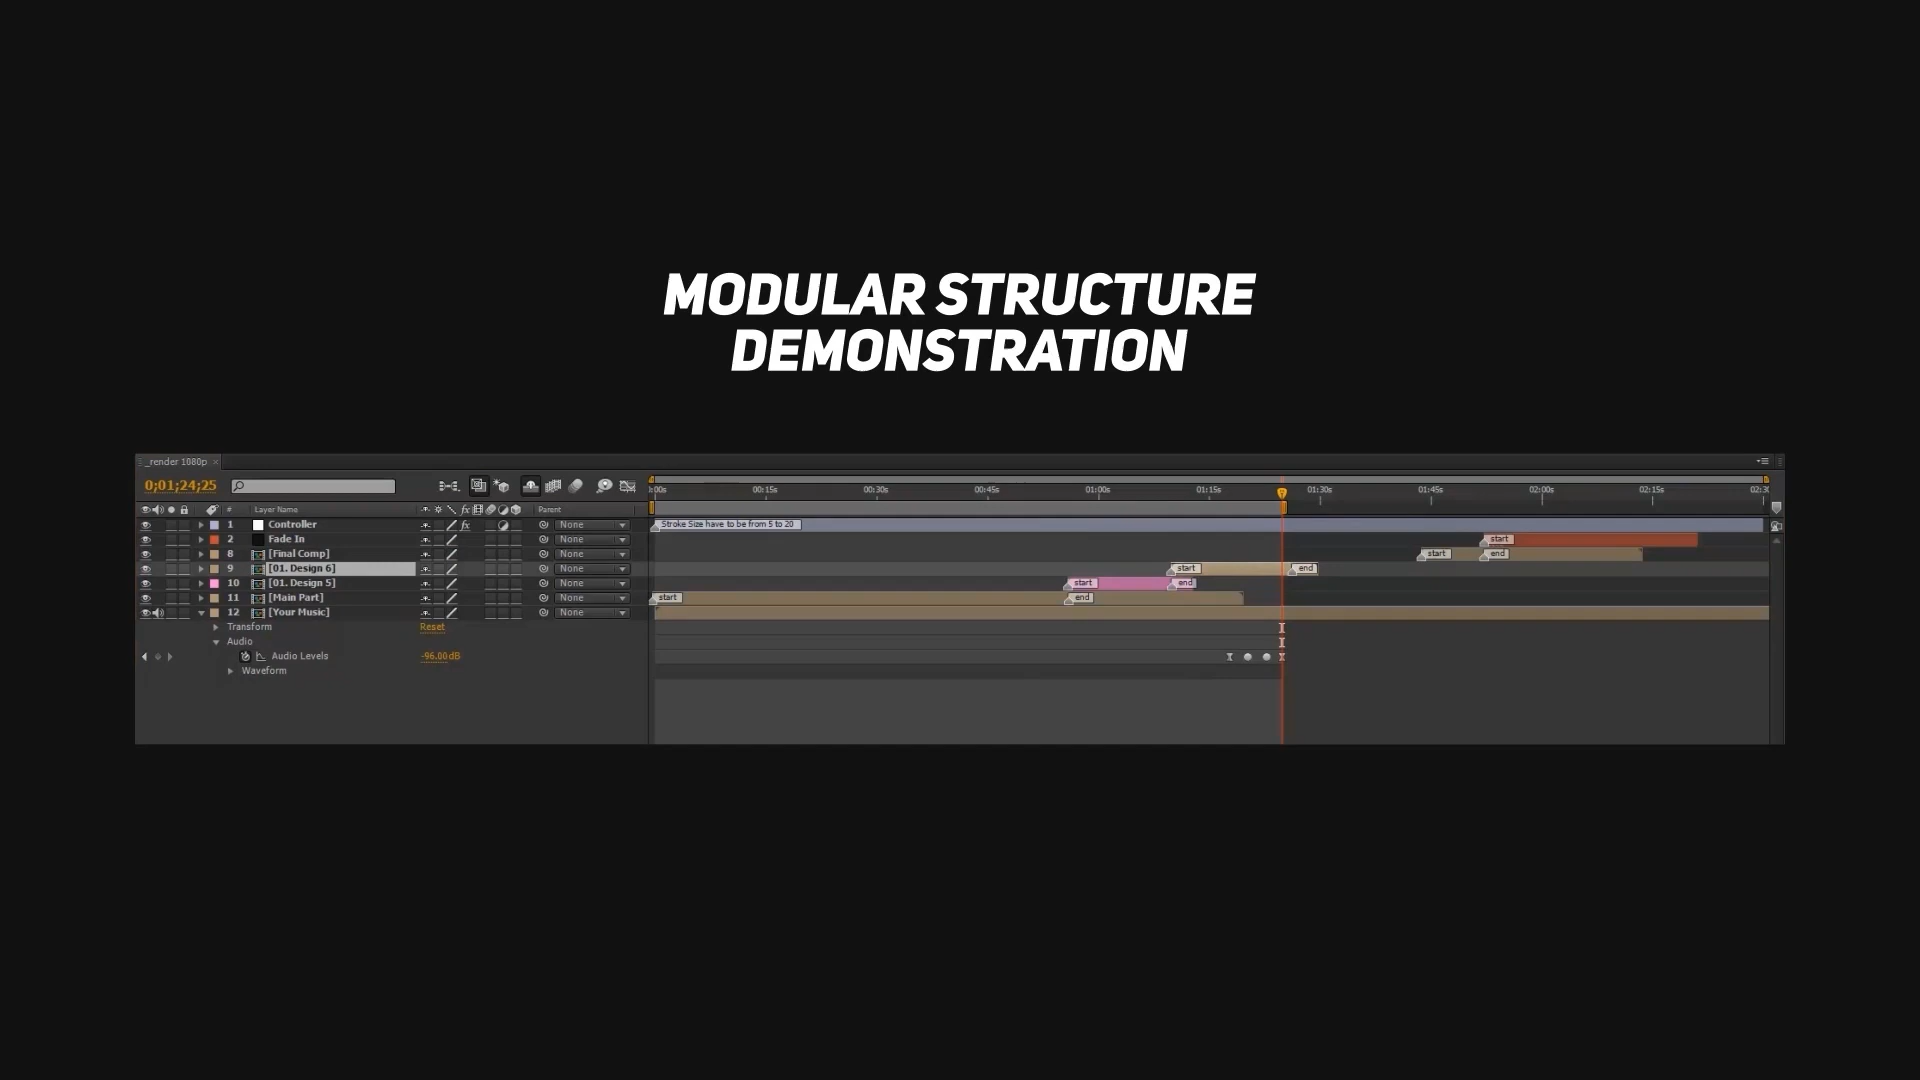 MODULAR STRUCTURE
DEMONSTRATION
_render 1080p
0;01;24;25
:00s 00:15s 00:30s 00:45s 01:00s 01:15s 01:30s 01:45s 02:00s 02:15s 02:30
# Layer Name fx Parent
1 Controller fx None Stroke Size have to be from 5 to 20
2 Fade In None start
8 [Final Comp] None start end
9 [01. Design 6] None start end
10 [01. Design 5] None start end
11 [Main Part] None start end
12 [Your Music] None
Transform Reset
Audio
Audio Levels -96.00dB
Waveform